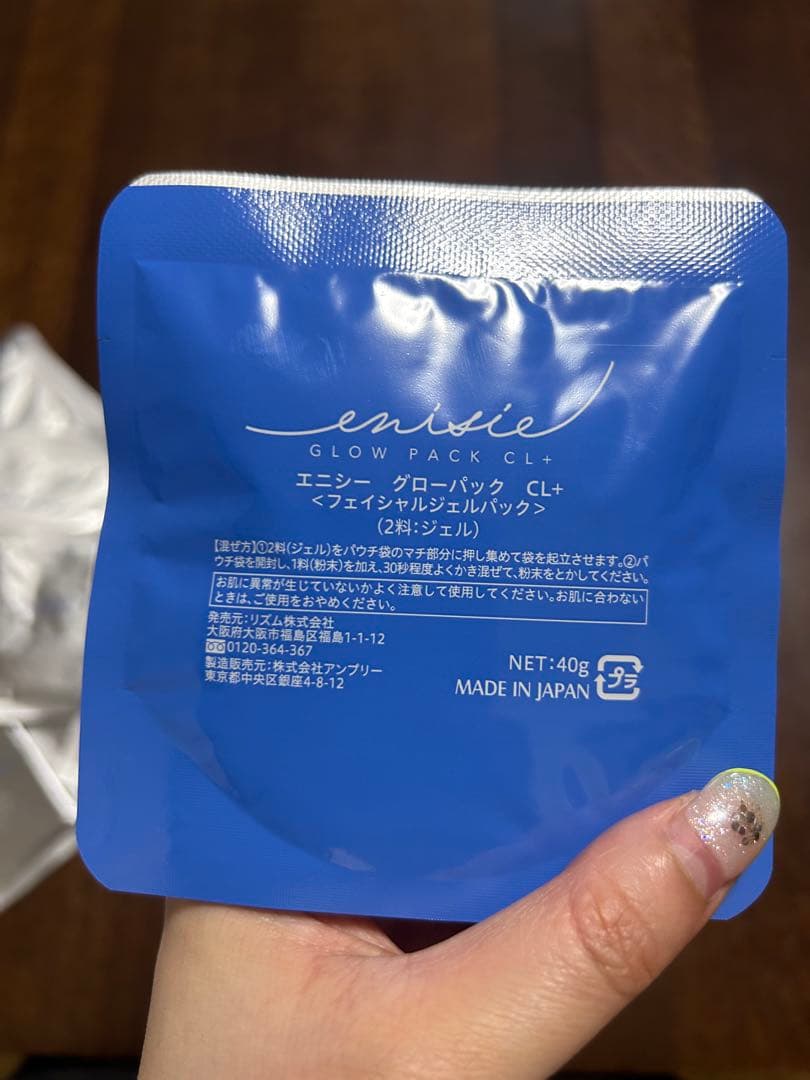 enisie
GLOW PACK CL+
エニシー グローパック CL+
<フェイシャルジェルパック>
(2料:ジェル)
【混ぜ方】①2料(ジェル)をパウチ袋のマチ部分に押し集めて袋を起立させます。②パ
ウチ袋を開封し、1料(粉末)を加え、30秒程度よくかき混ぜて、粉末をとかしてください。
お肌に異常が生じていないかよく注意して使用してください。お肌に合わない
ときは、ご使用をおやめください。
発売元:リズム株式会社
大阪府大阪市福島区福島1-1-12
0120-364-367
製造販売元:株式会社アンプリー
東京都中央区銀座4-8-12
NET:40g
MADE IN JAPAN
プラ